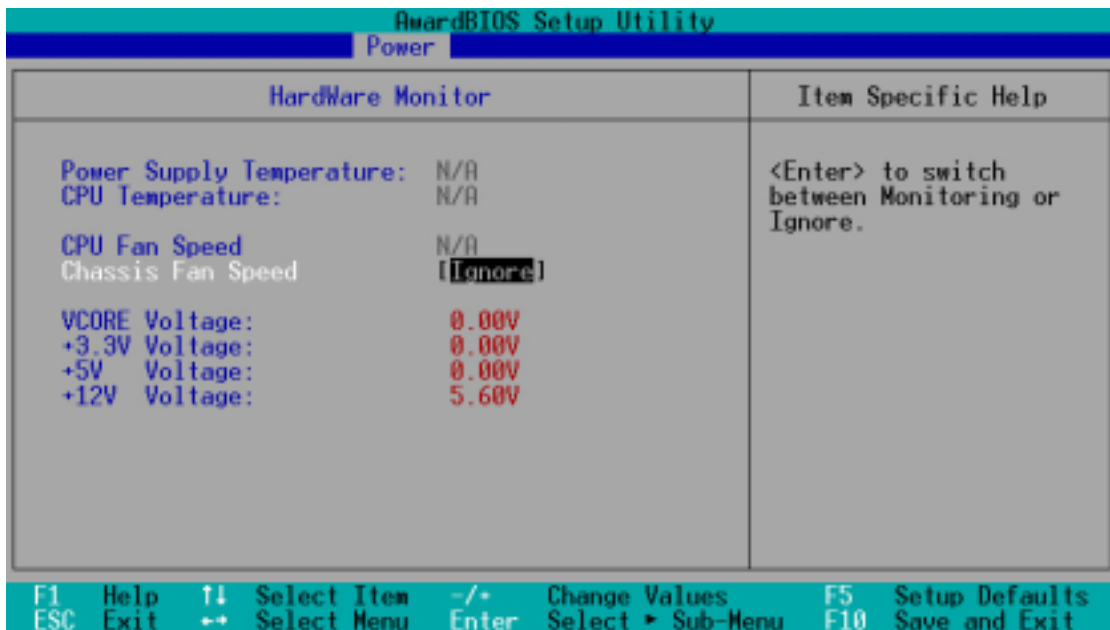 AwardBIOS Setup Utility
Power
HardWare Monitor
Item Specific Help
Power Supply Temperature: N/A
CPU Temperature: N/A
CPU Fan Speed N/A
Chassis Fan Speed [Ignore]
VCORE Voltage: 0.00V
+3.3V Voltage: 0.00V
+5V Voltage: 0.00V
+12V Voltage: 5.60V
<Enter> to switch
between Monitoring or
Ignore.
F1 Help ↑↓ Select Item -/+ Change Values F5 Setup Defaults
ESC Exit ←→ Select Menu Enter Select ► Sub-Menu F10 Save and Exit